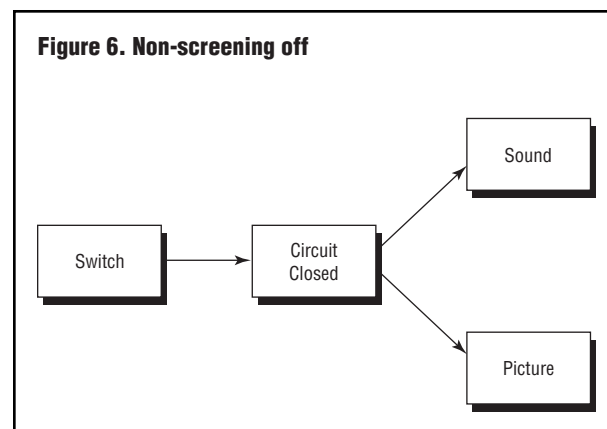 Figure 6. Non-screening off
Sound
Switch
Circuit
Closed
Picture